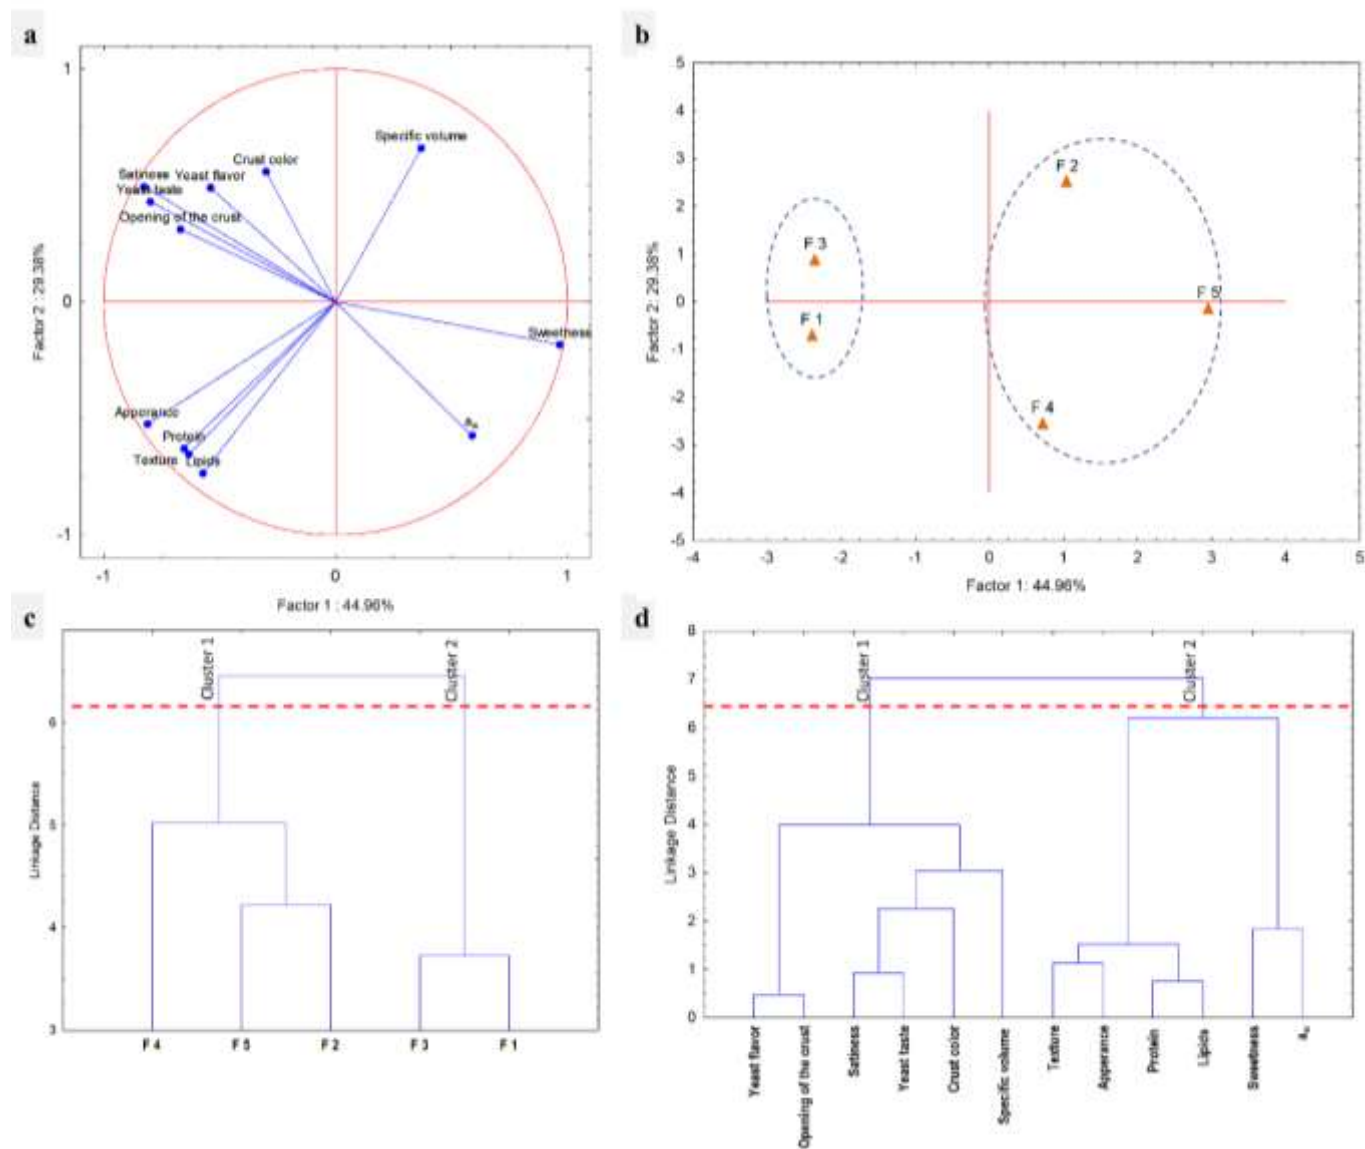 a
1
0
-1
-1
0
1
Factor 2 : 29.38%
Factor 1 : 44.96%
Specific volume
Crust color
Satiness
Yeast flavor
Yeast taste
Opening of the crust
Sweetness
Apperance
Protein
Texture
Lipids
aw
b
5
4
3
2
1
0
-1
-2
-3
-4
-5
-4
-3
-2
-1
0
1
2
3
4
5
Factor 2: 29.38%
Factor 1: 44.96%
F 2
F 3
F 5
F 1
F 4
c
Cluster 1
Cluster 2
6
5
4
3
Linkage Distance
F 4
F 5
F 2
F 3
F 1
d
Cluster 1
Cluster 2
8
7
6
5
4
3
2
1
0
Linkage Distance
Yeast flavor
Opening of the crust
Satiness
Yeast taste
Crust color
Specific volume
Texture
Apperance
Protein
Lipids
Sweetness
aw